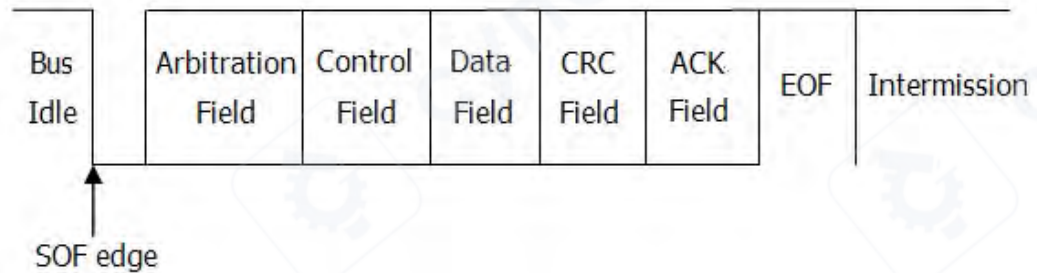 Bus Idle
Arbitration Field
Control Field
Data Field
CRC Field
ACK Field
EOF
Intermission
SOF edge